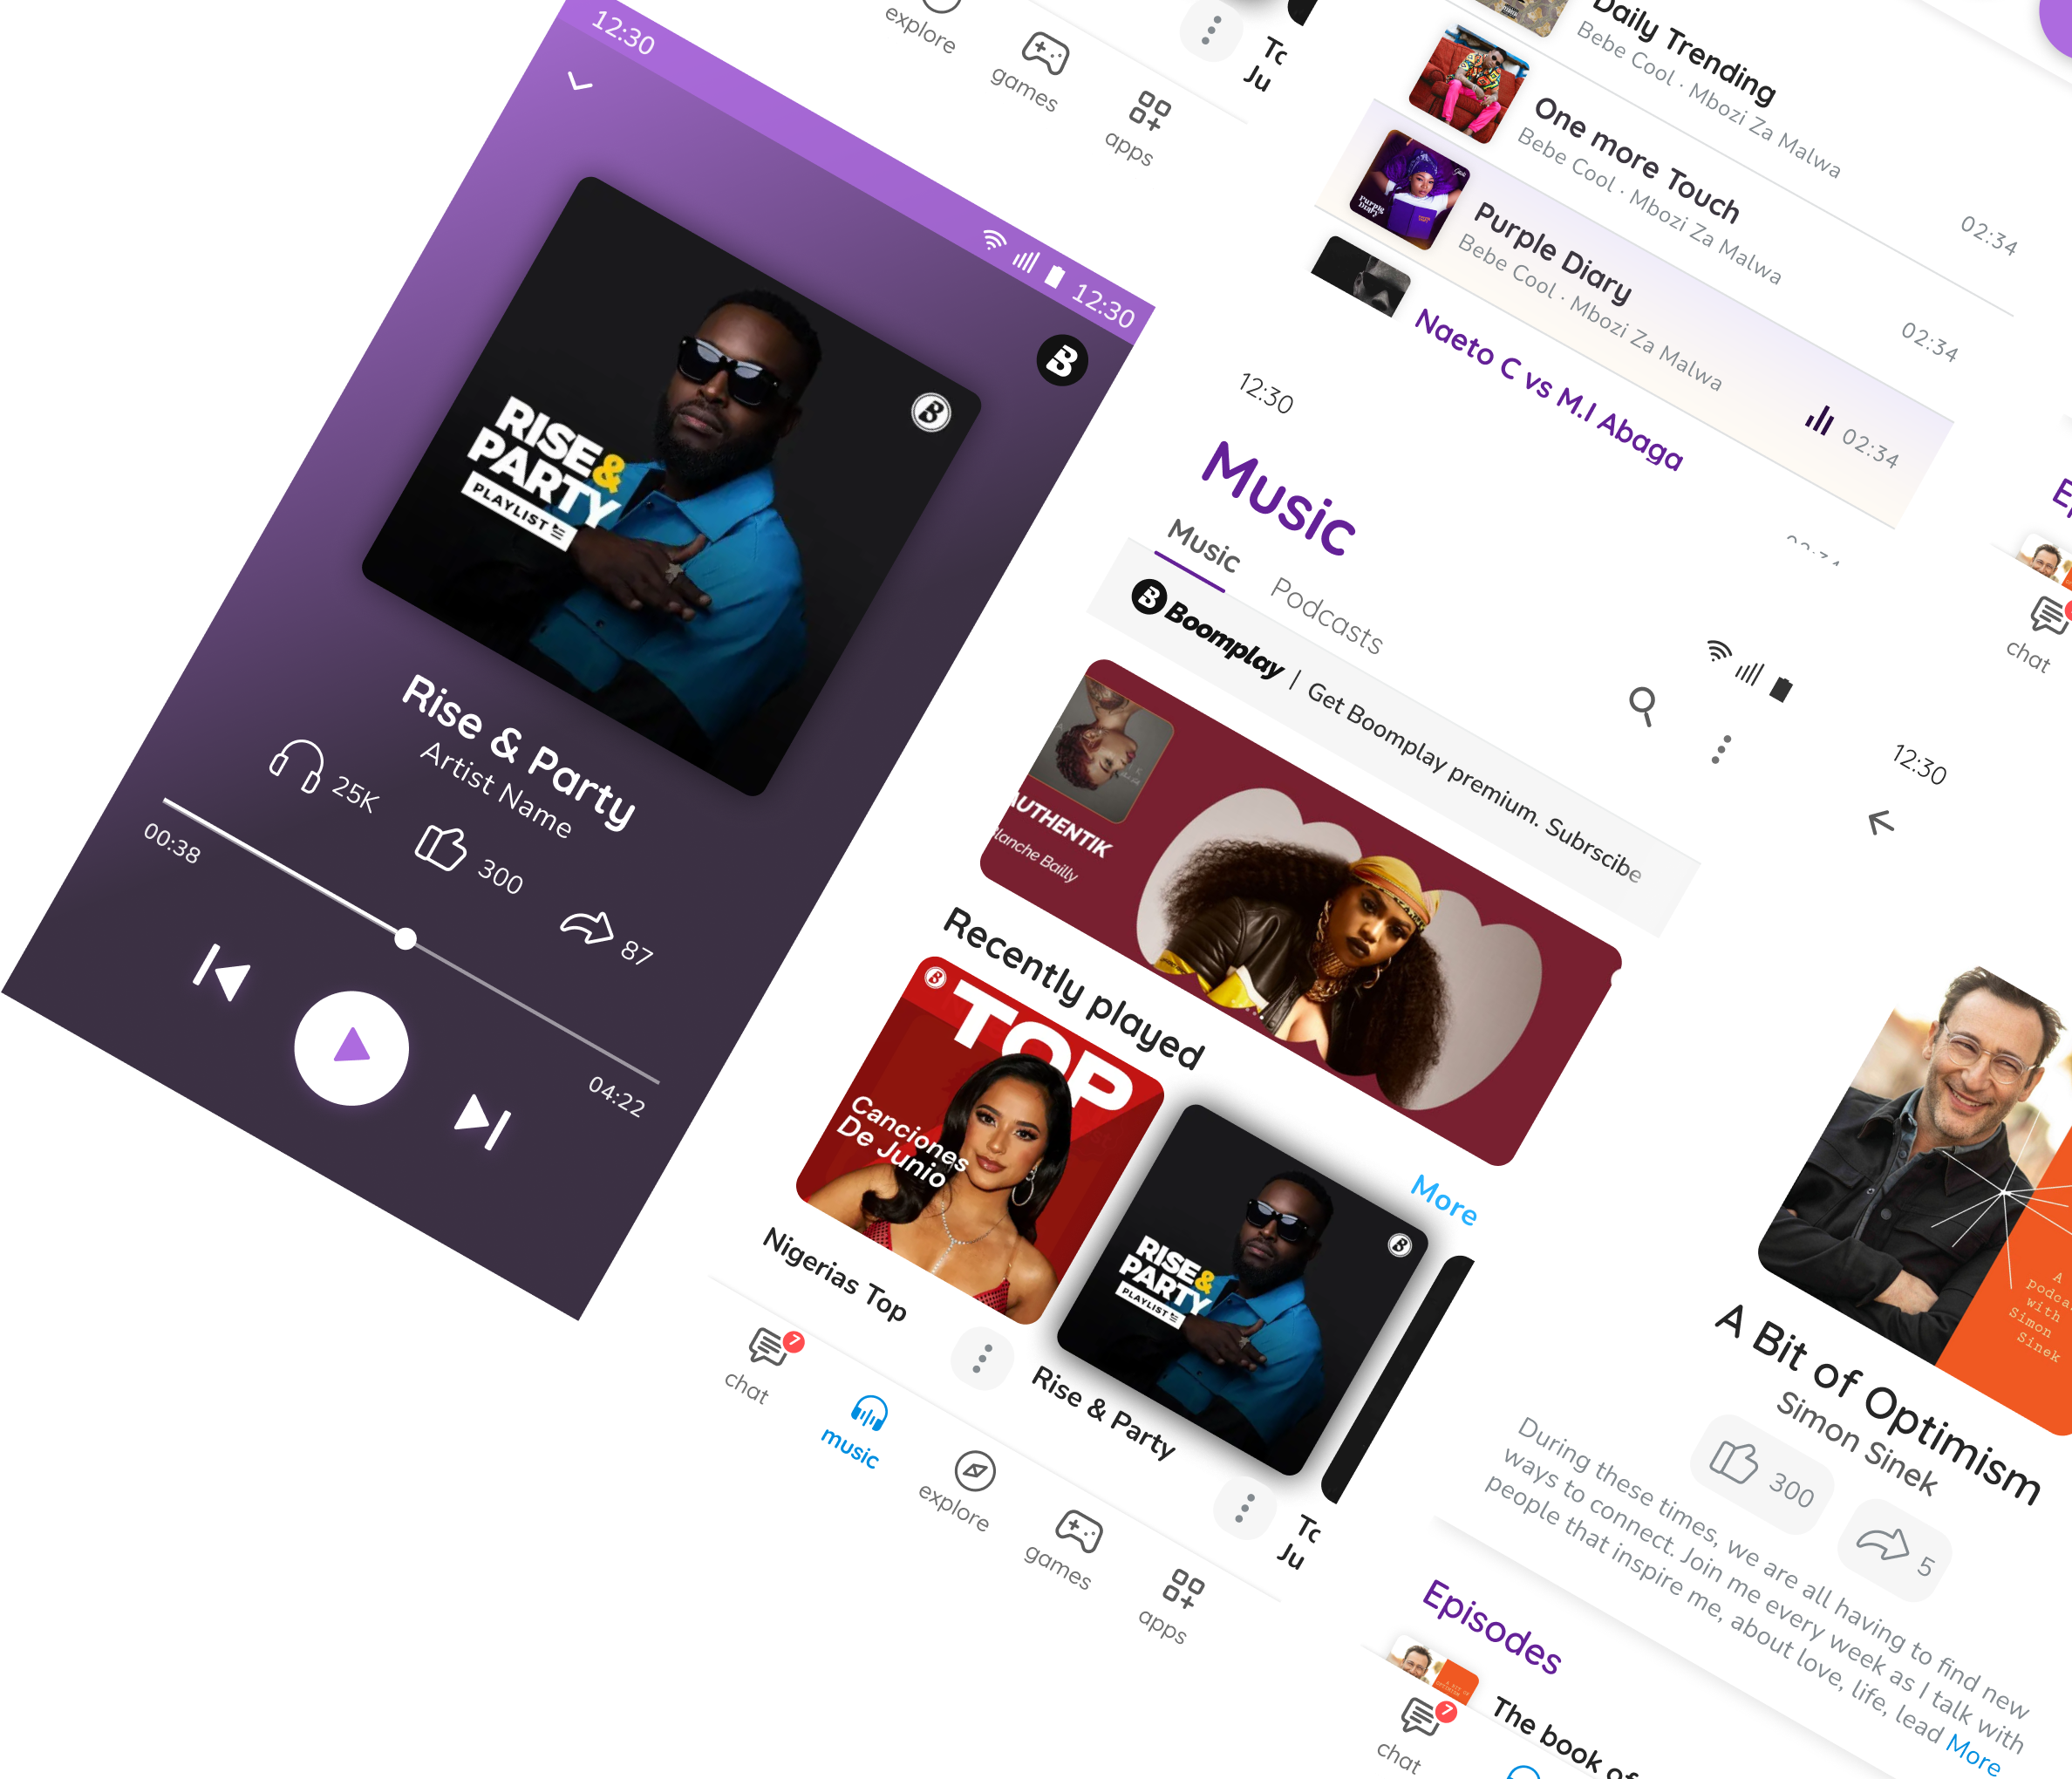 12:30
12:30
RISE&
PARTY
PLAYLIST
Rise & Party
Artist Name
25K
300
87
00:38
04:22
explore
games
apps
Tc
Ju
Daily Trending
Bebe Cool · Mbozi Za Malwa
One more Touch
Bebe Cool · Mbozi Za Malwa
02:34
Purple Diary
Bebe Cool · Mbozi Za Malwa
02:34
Purple
Diary
Naeto C vs M.I Abaga
02:34
12:30
Music
Music
Podcasts
Boomplay | Get Boomplay premium. Subrscibe
AUTHENTIK
lanche Bailly
Recently played
More
TOP
Canciones
De Junio
Nigerias Top
RISE&
PARTY
PLAYLIST
Rise & Party
Tc
Ju
7
chat
music
explore
games
apps
Ep
chat
12:30
A
podca
with
Simon
Sinek
A Bit of Optimism
Simon Sinek
300
5
During these times, we are all having to find new
ways to connect. Join me every week as I talk with
people that inspire me, about love, life, lead More
Episodes
The book of
7
chat